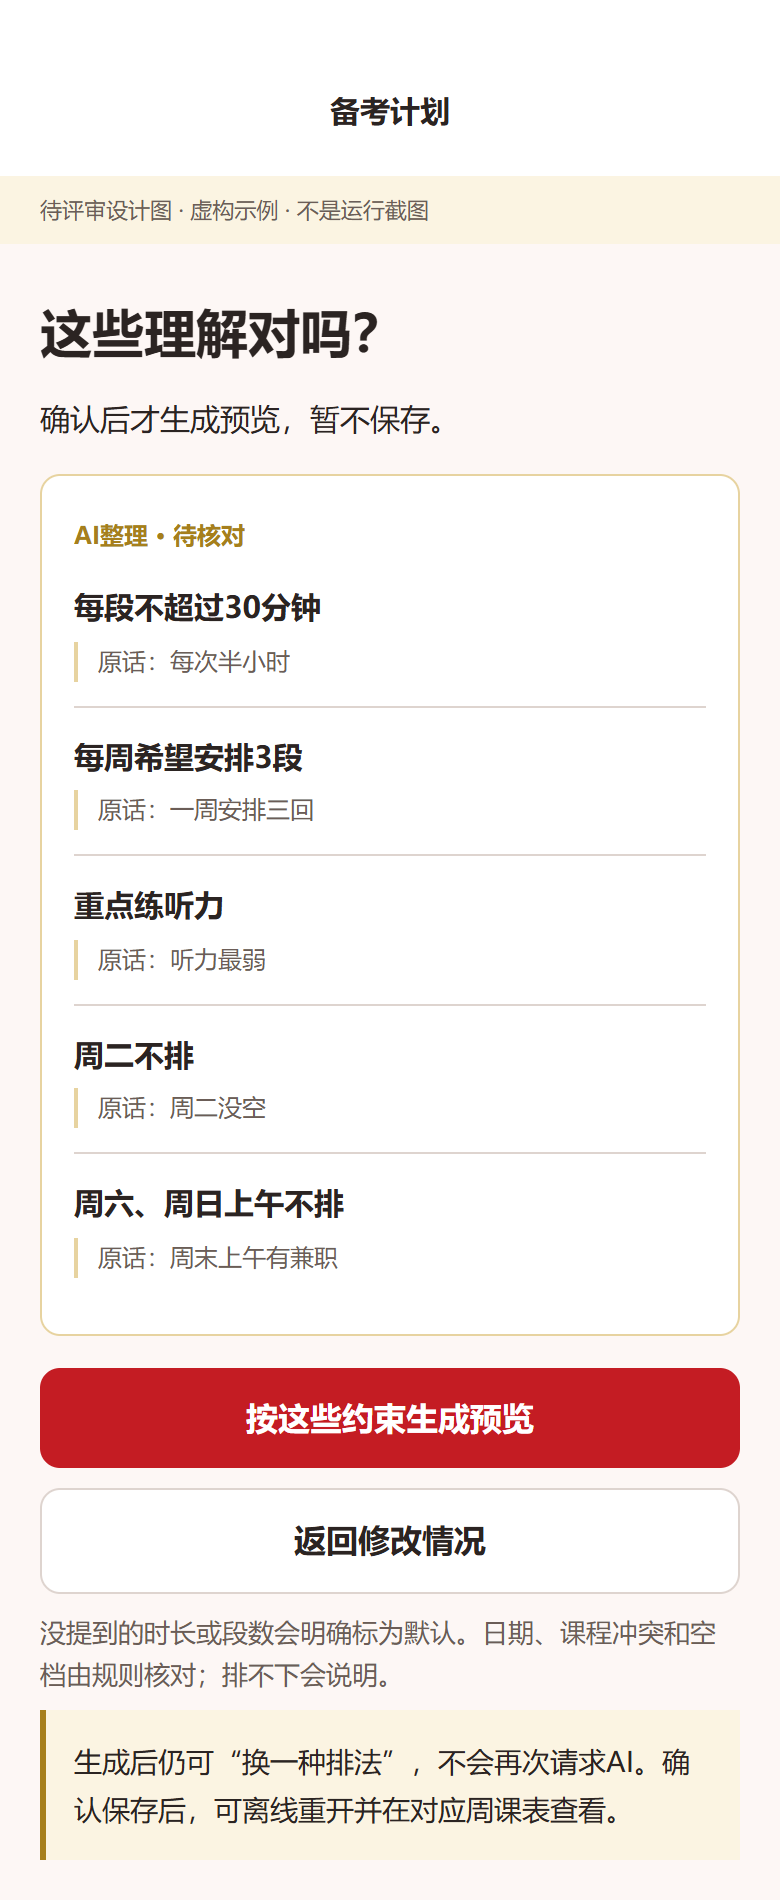 备考计划
待评审设计图 · 虚构示例 · 不是运行截图
这些理解对吗？
确认后才生成预览，暂不保存。
AI整理 · 待核对
每段不超过30分钟
原话：每次半小时
每周希望安排3段
原话：一周安排三回
重点练听力
原话：听力最弱
周二不排
原话：周二没空
周六、周日上午不排
原话：周末上午有兼职
按这些约束生成预览
返回修改情况
没提到的时长或段数会明确标为默认。日期、课程冲突和空
档由规则核对；排不下会说明。
生成后仍可“换一种排法”，不会再次请求AI。确
认保存后，可离线重开并在对应周课表查看。